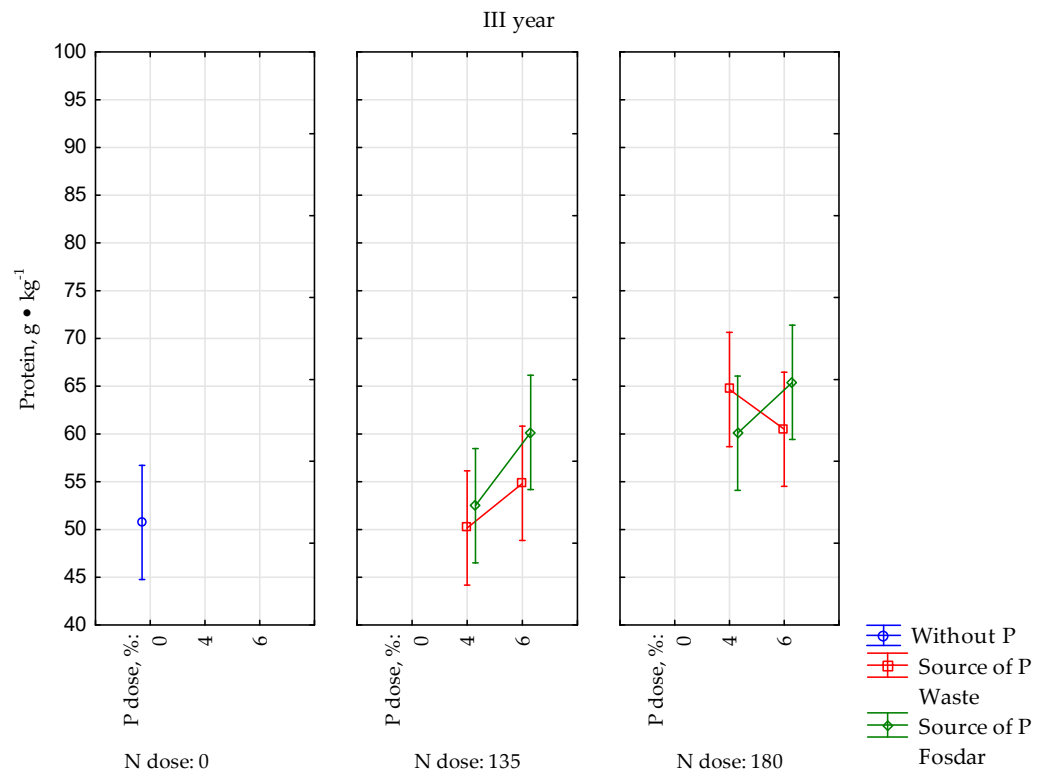 III year
Protein, g • kg⁻¹
100
95
90
85
80
75
70
65
60
55
50
45
40
P dose, %:
0
4
6
P dose, %:
0
4
6
P dose, %:
0
4
6
N dose: 0
N dose: 135
N dose: 180
Without P
Source of P
Waste
Source of P
Fosdar